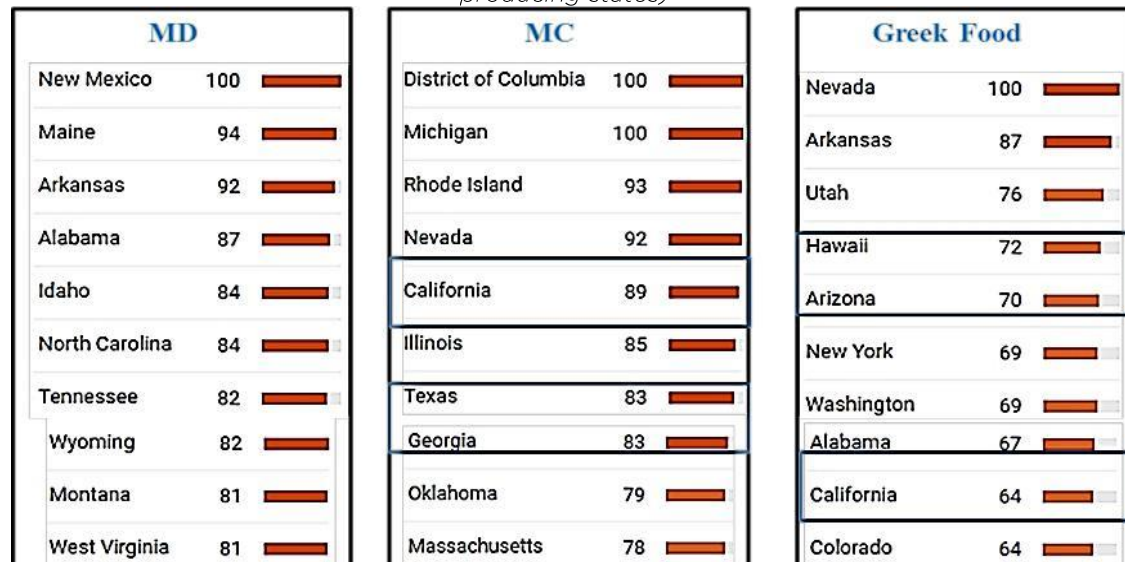 producing states)
MD
New Mexico 100
Maine 94
Arkansas 92
Alabama 87
Idaho 84
North Carolina 84
Tennessee 82
Wyoming 82
Montana 81
West Virginia 81
MC
District of Columbia 100
Michigan 100
Rhode Island 93
Nevada 92
California 89
Illinois 85
Texas 83
Georgia 83
Oklahoma 79
Massachusetts 78
Greek Food
Nevada 100
Arkansas 87
Utah 76
Hawaii 72
Arizona 70
New York 69
Washington 69
Alabama 67
California 64
Colorado 64